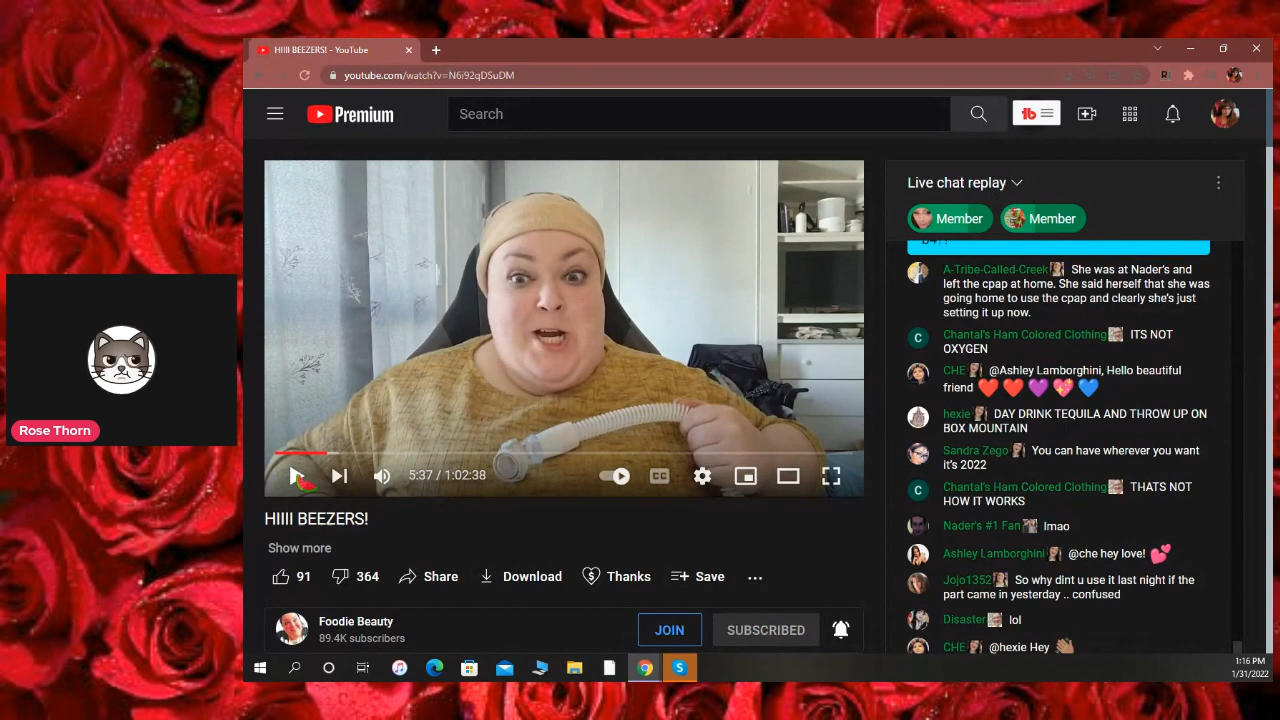 HIIII BEEZERS! - YouTube
youtube.com/watch?v=N6i92qDSuDM
Premium
Search
Live chat replay
Member
Member
A-Tribe-Called-Creek She was at Nader's and
left the cpap at home. She said herself that she was
going home to use the cpap and clearly she's just
setting it up now.
Chantal's Ham Colored Clothing ITS NOT
OXYGEN
CHE @Ashley Lamborghini, Hello beautiful
friend
hexie DAY DRINK TEQUILA AND THROW UP ON
BOX MOUNTAIN
Sandra Zego You can have wherever you want
it's 2022
C
Chantal's Ham Colored Clothing THATS NOT
HOW IT WORKS
C
Nader's #1 Fan lmao
Ashley Lamborghini @che hey love!
Jojo1352 So why dint u use it last night if the
part came in yesterday .. confused
Disaster lol
CHE @hexie Hey
Rose Thorn
5:37 / 1:02:38
CC
HIIII BEEZERS!
Show more
91
364
Share
Download
Thanks
Save
Foodie Beauty
89.4K subscribers
JOIN
SUBSCRIBED
1:16 PM
1/31/2022